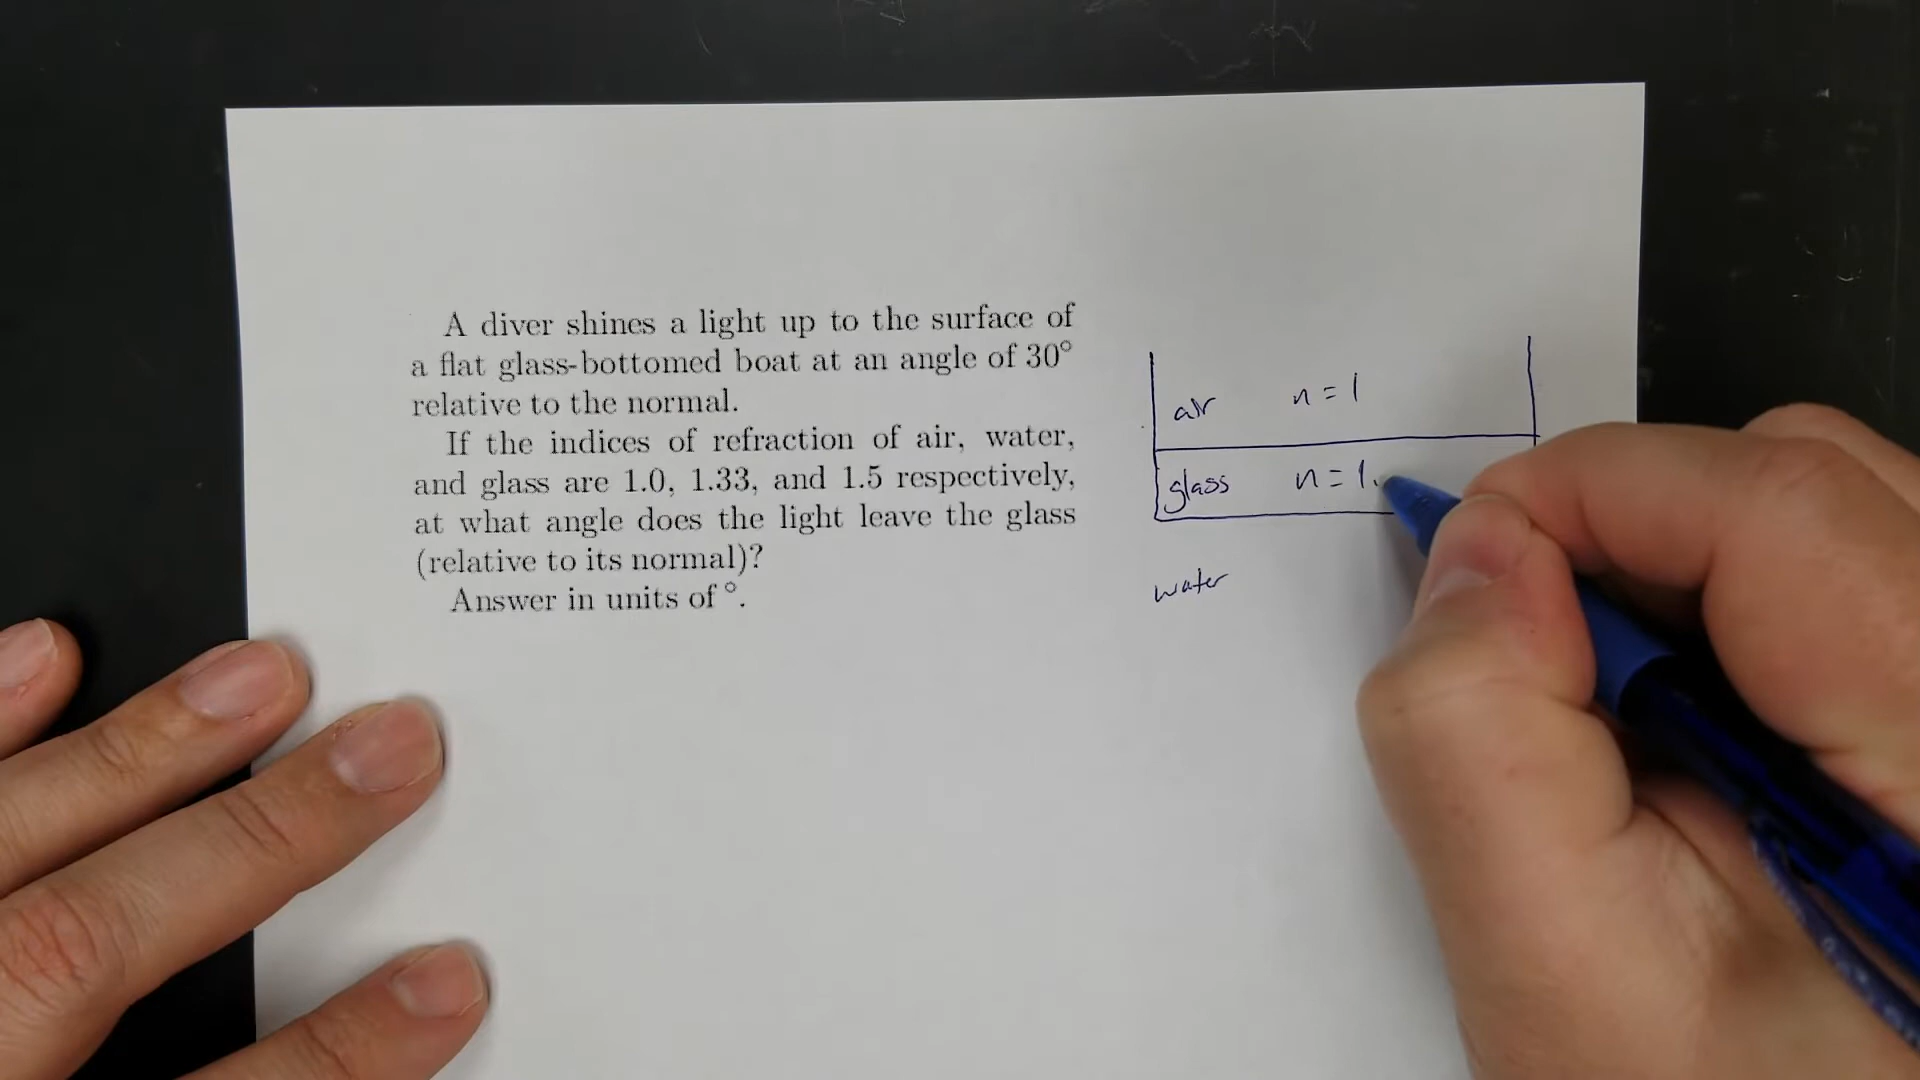 A diver shines a light up to the surface of
a flat glass-bottomed boat at an angle of 30°
relative to the normal.
If the indices of refraction of air, water,
and glass are 1.0, 1.33, and 1.5 respectively,
at what angle does the light leave the glass
(relative to its normal)?
Answer in units of °.
air n = 1
glass n = 1.
water